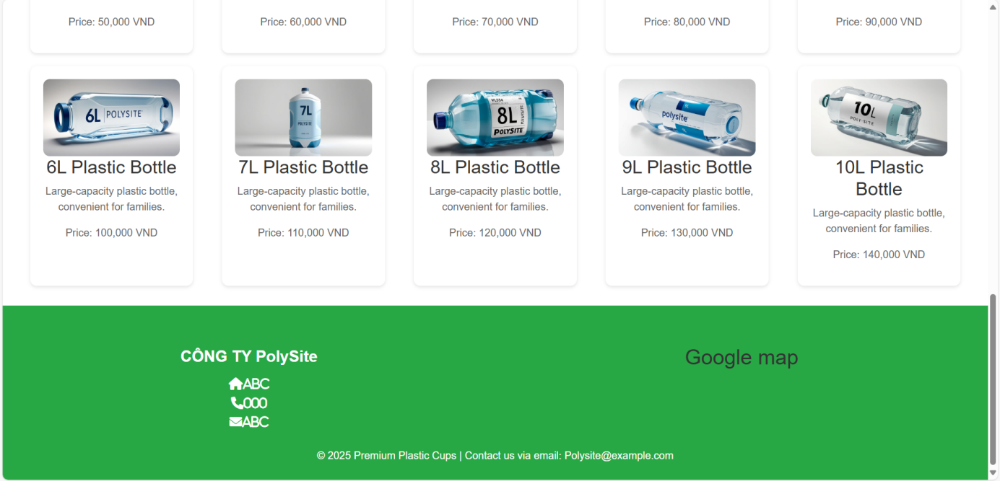 Price: 50,000 VND
Price: 60,000 VND
Price: 70,000 VND
Price: 80,000 VND
Price: 90,000 VND
6L POLYSITE
7L
POLYSITE
8L
POLYSITE
polysite
10L
POLY·SITE
6L Plastic Bottle
Large-capacity plastic bottle,
convenient for families.
Price: 100,000 VND
7L Plastic Bottle
Large-capacity plastic bottle,
convenient for families.
Price: 110,000 VND
8L Plastic Bottle
Large-capacity plastic bottle,
convenient for families.
Price: 120,000 VND
9L Plastic Bottle
Large-capacity plastic bottle,
convenient for families.
Price: 130,000 VND
10L Plastic
Bottle
Large-capacity plastic bottle,
convenient for families.
Price: 140,000 VND
CÔNG TY PolySite
ABC
000
ABC
Google map
© 2025 Premium Plastic Cups | Contact us via email: Polysite@example.com